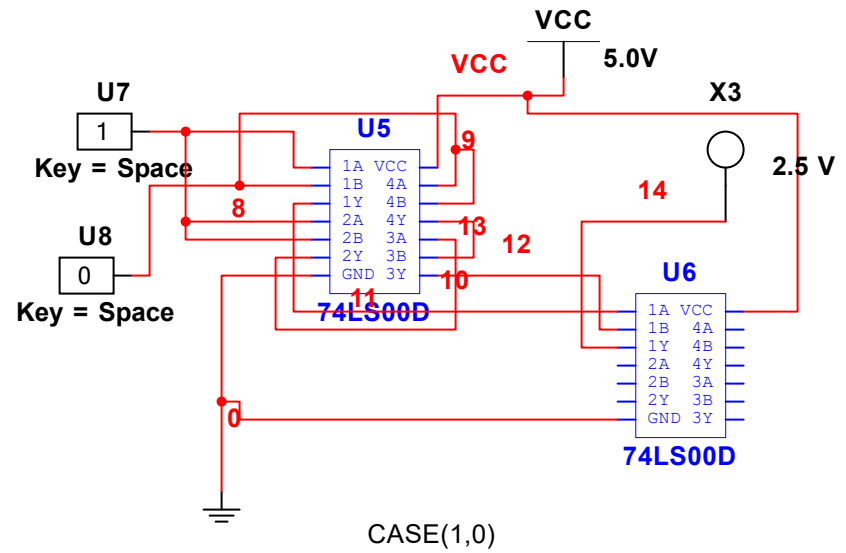 VCC
5.0V
VCC
U7
1
Key = Space
X3
2.5 V
U5
9
1A VCC
1B 4A
1Y 4B
2A 4Y
2B 3A
2Y 3B
GND 3Y
74LS00D
8
14
13
12
10
11
U8
0
Key = Space
U6
1A VCC
1B 4A
1Y 4B
2A 4Y
2B 3A
2Y 3B
GND 3Y
74LS00D
0
CASE(1,0)